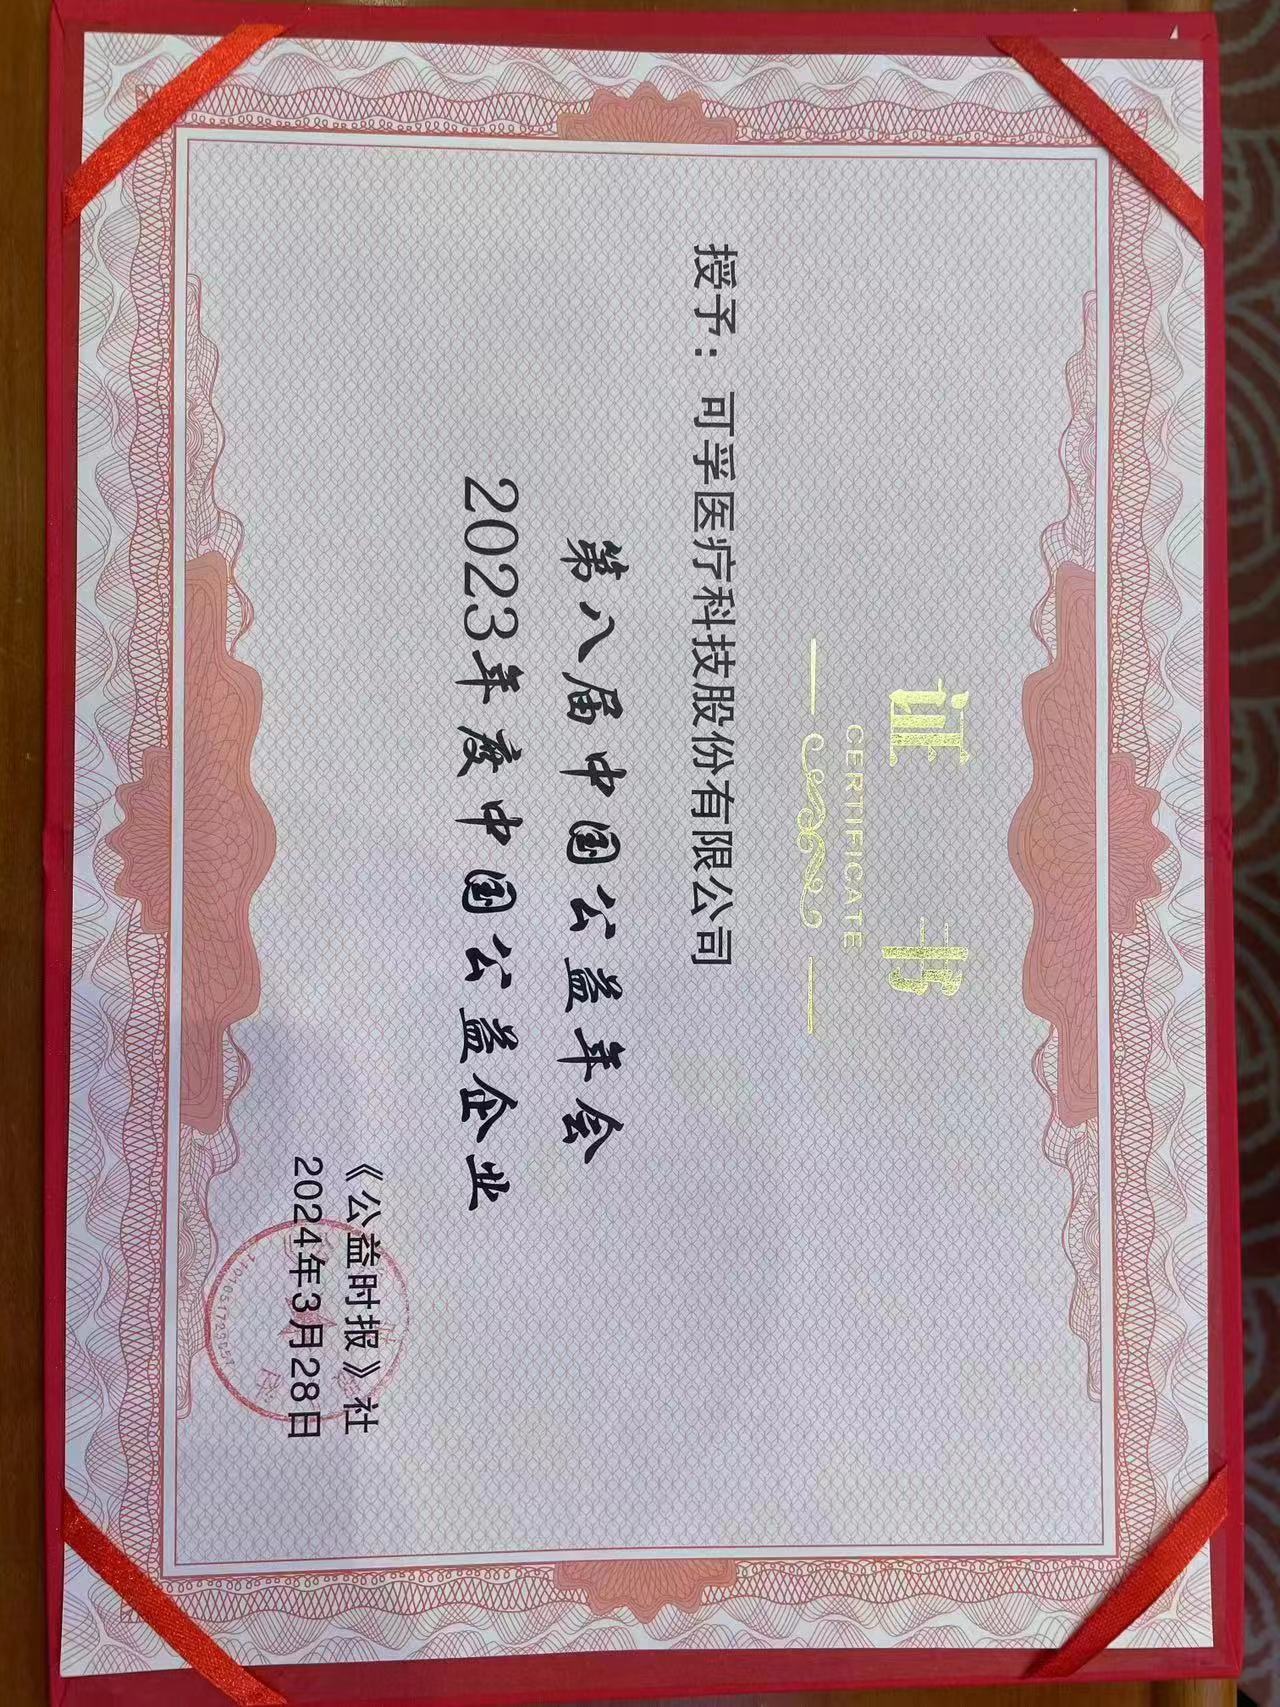 证 书
CERTIFICATE
授予：可孚医疗科技股份有限公司
第八届中国公益年会
2023年度中国公益企业
《公益时报》社
2024年3月28日